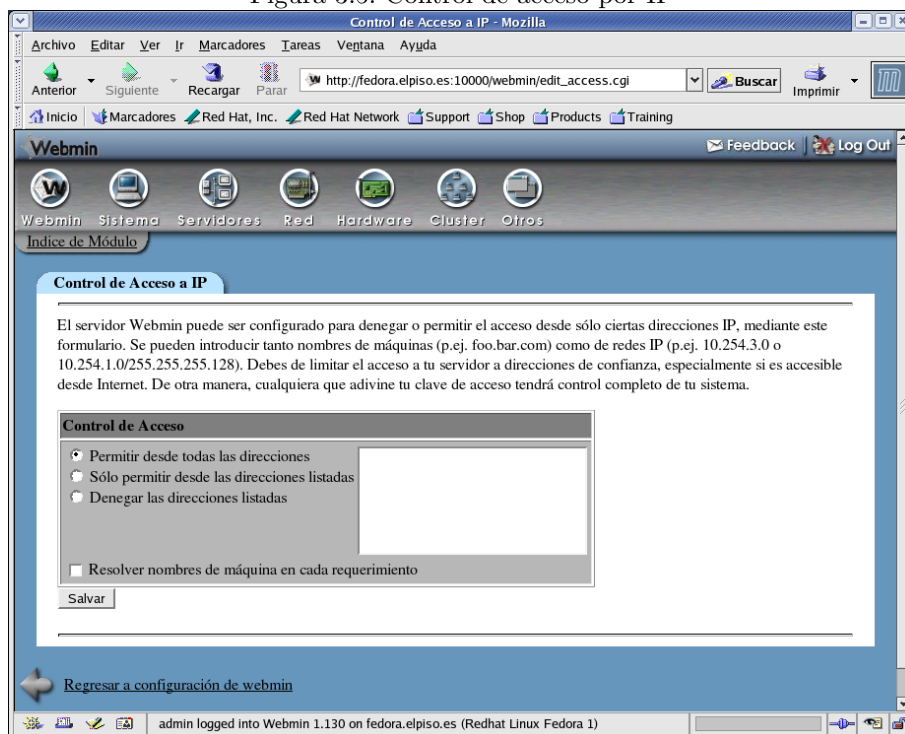 Figura 3.3: Control de acceso por IP
Control de Acceso a IP - Mozilla
Archivo Editar Ver Ir Marcadores Tareas Ventana Ayuda
Anterior Siguiente Recargar Parar http://fedora.elpiso.es:10000/webmin/edit_access.cgi Buscar Imprimir
Inicio Marcadores Red Hat, Inc. Red Hat Network Support Shop Products Training
Webmin Feedback Log Out
Webmin Sistema Servidores Red Hardware Cluster Otros
Indice de Módulo
Control de Acceso a IP
El servidor Webmin puede ser configurado para denegar o permitir el acceso desde sólo ciertas direcciones IP, mediante este
formulario. Se pueden introducir tanto nombres de máquinas (p.ej. foo.bar.com) como de redes IP (p.ej. 10.254.3.0 o
10.254.1.0/255.255.255.128). Debes de limitar el acceso a tu servidor a direcciones de confianza, especialmente si es accesible
desde Internet. De otra manera, cualquiera que adivine tu clave de acceso tendrá control completo de tu sistema.
Control de Acceso
Permitir desde todas las direcciones
Sólo permitir desde las direcciones listadas
Denegar las direcciones listadas
Resolver nombres de máquina en cada requerimiento
Salvar
Regresar a configuración de webmin
admin logged into Webmin 1.130 on fedora.elpiso.es (Redhat Linux Fedora 1)